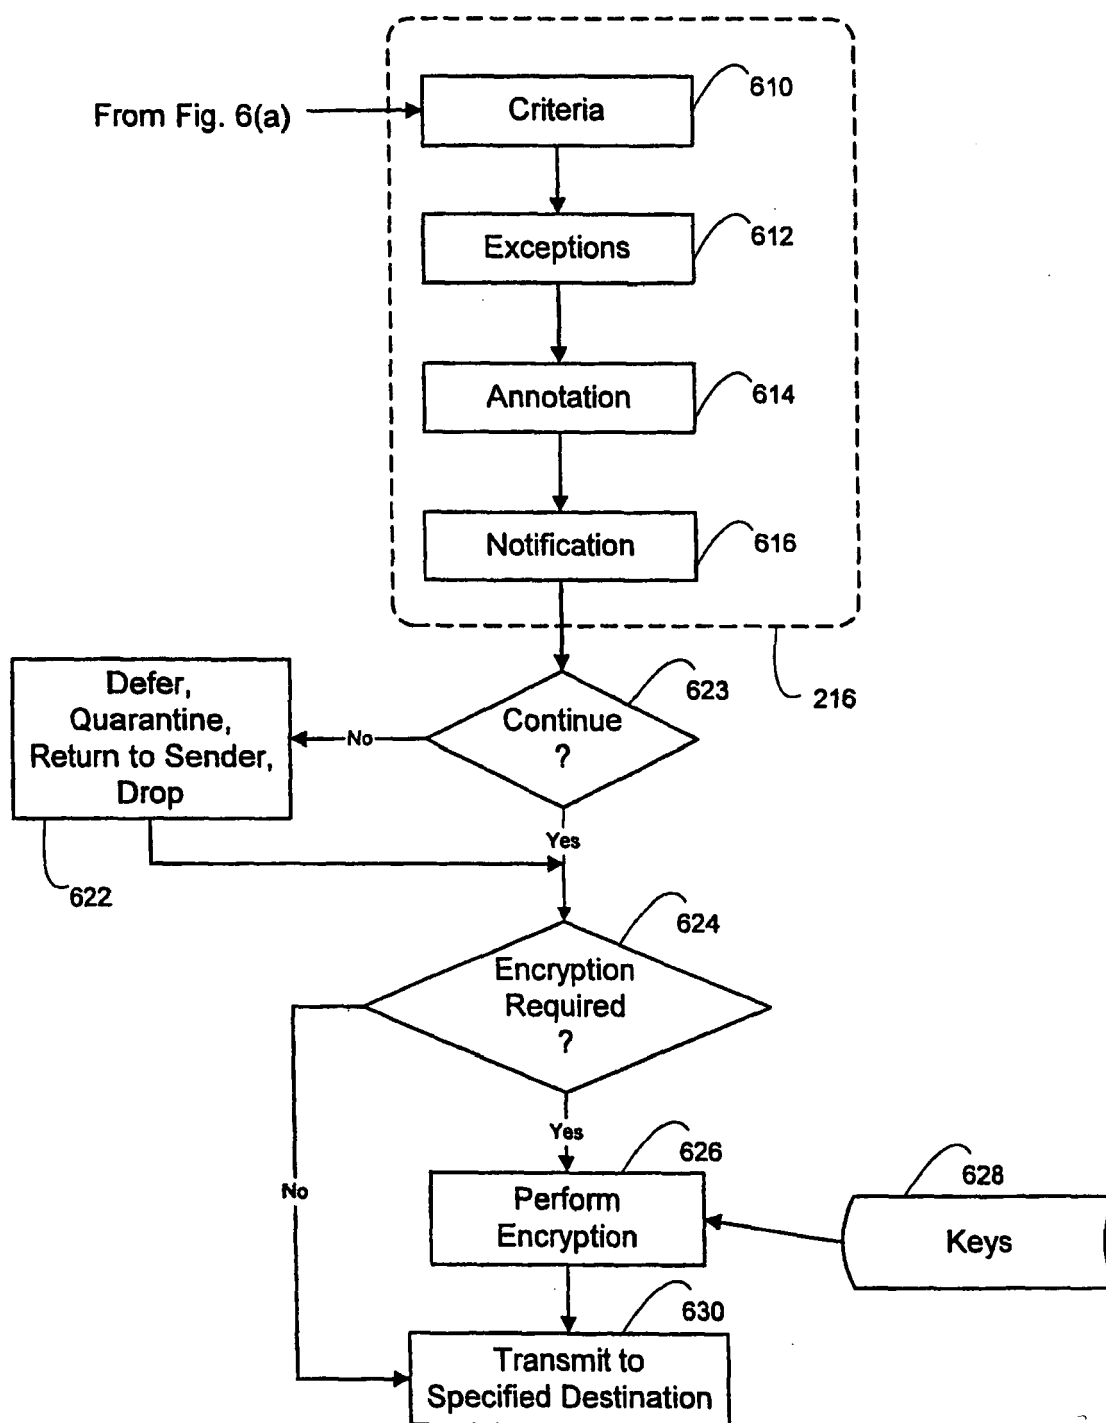 610
From Fig. 6(a)
Criteria
612
Exceptions
614
Annotation
616
Notification
216
623
Continue
?
No
Defer,
Quarantine,
Return to Sender,
Drop
622
Yes
624
Encryption
Required
?
Yes
No
626
Perform
Encryption
628
Keys
630
Transmit to
Specified Destination